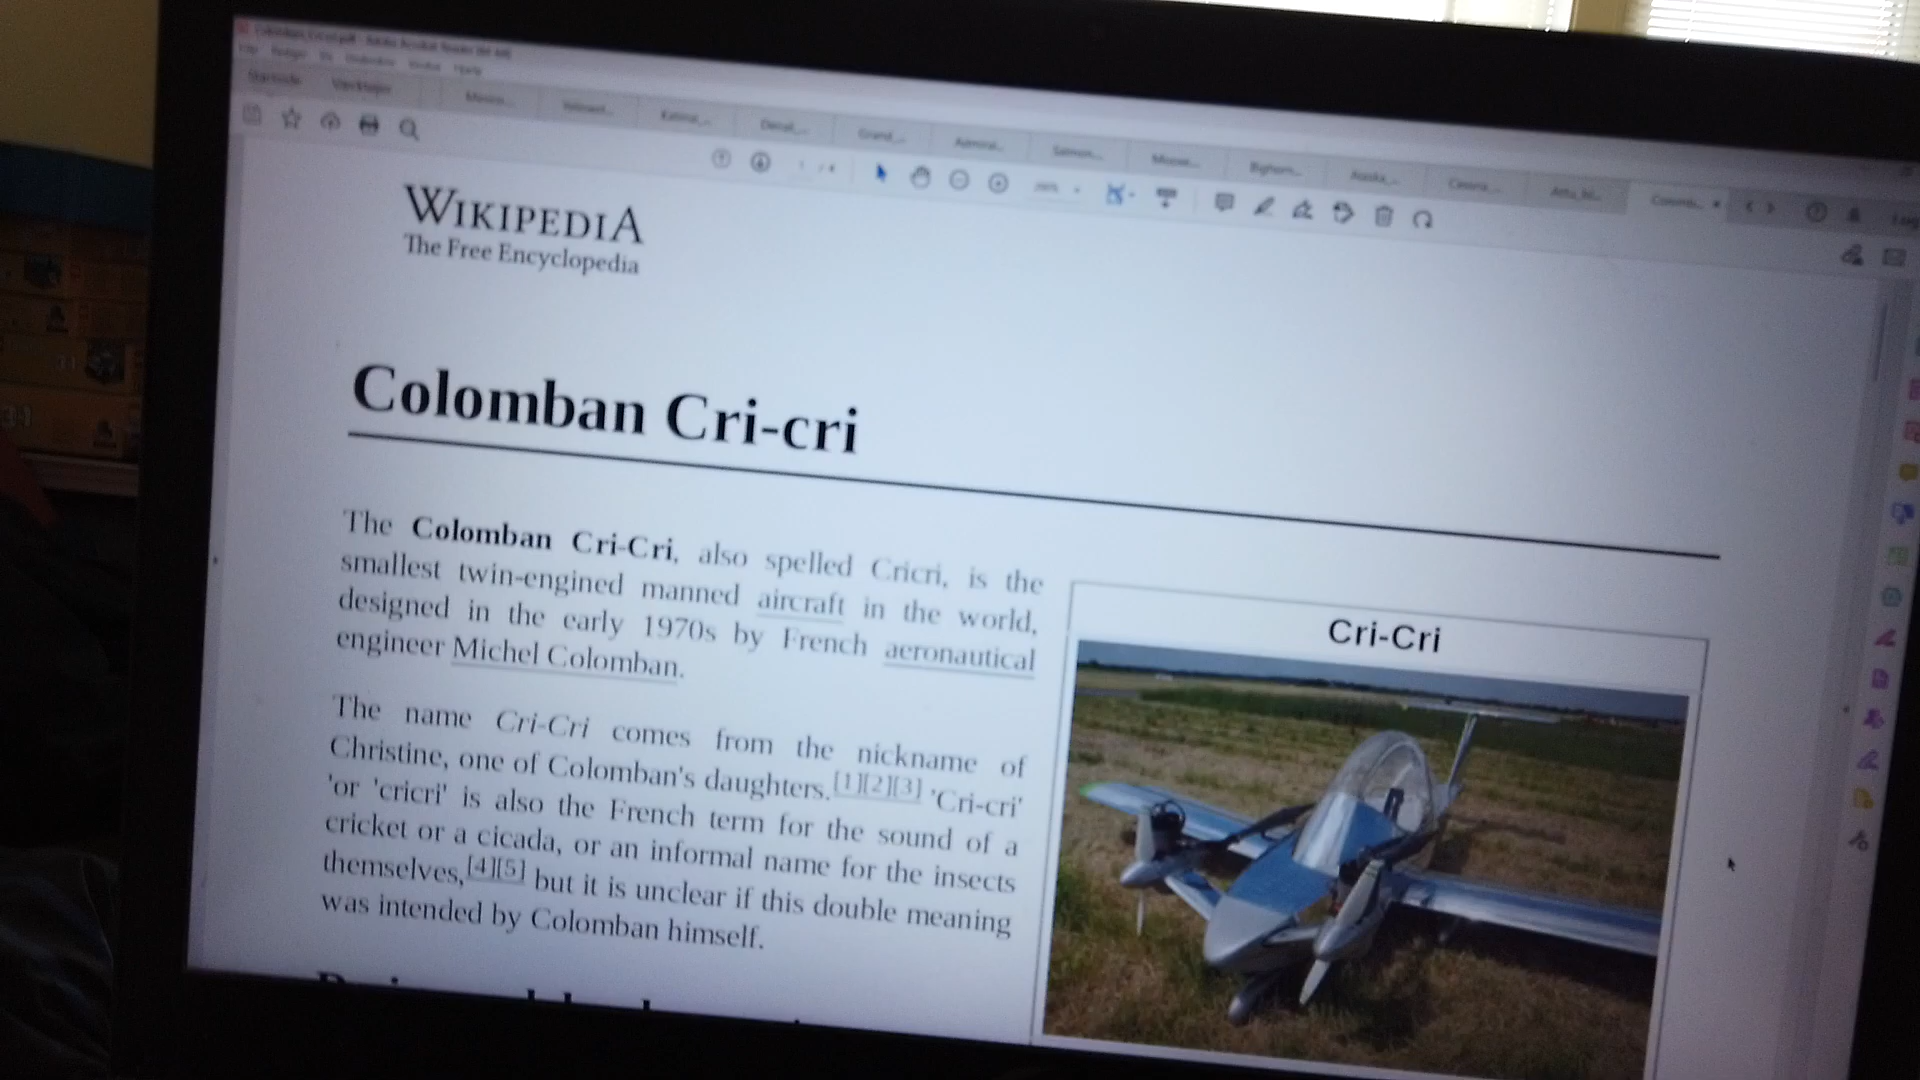 WIKIPEDIA
The Free Encyclopedia
Colomban Cri-cri
The Colomban Cri-Cri, also spelled Cricri, is the
smallest twin-engined manned aircraft in the world,
designed in the early 1970s by French aeronautical
engineer Michel Colomban.
The name Cri-Cri comes from the nickname of
Christine, one of Colomban's daughters.[1][2][3] 'Cri-cri'
'or 'cricri' is also the French term for the sound of a
cricket or a cicada, or an informal name for the insects
themselves,[4][5] but it is unclear if this double meaning
was intended by Colomban himself.
Cri-Cri